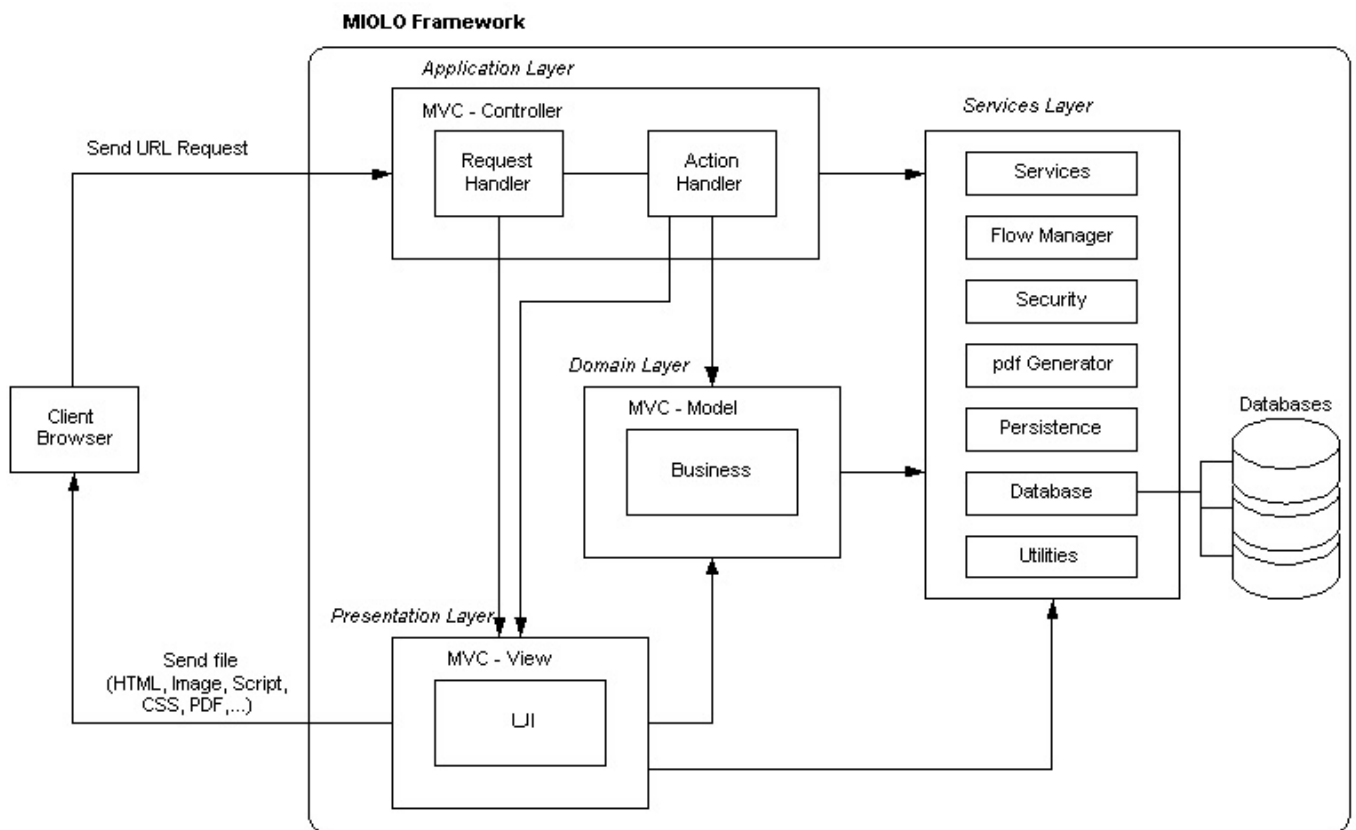 MIOLO Framework
Application Layer
MVC - Controller
Request
Handler
Action
Handler
Send URL Request
Services Layer
Services
Flow Manager
Security
pdf Generator
Persistence
Database
Utilities
Databases
Domain Layer
MVC - Model
Business
Client
Browser
Presentation Layer
MVC - View
UI
Send file
(HTML, Image, Script,
CSS, PDF,...)